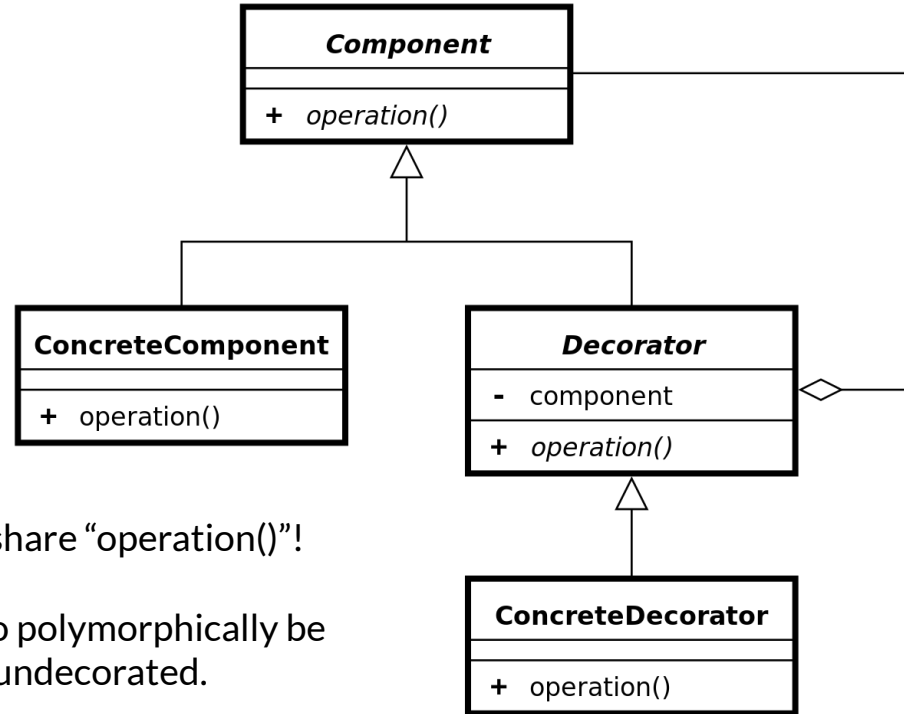 Component
+ operation()
ConcreteComponent
+ operation()
Decorator
- component
+ operation()
share “operation()”!
polymorphically be
undecorated.
ConcreteDecorator
+ operation()